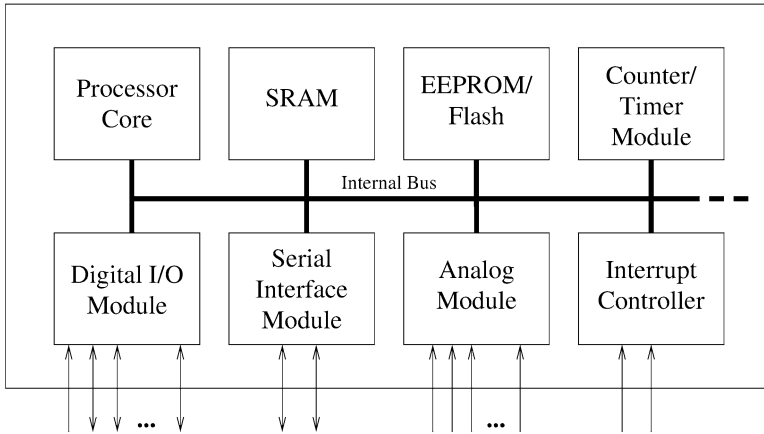 Processor
Core
SRAM
EEPROM/
Flash
Counter/
Timer
Module
Internal Bus
Digital I/O
Module
Serial
Interface
Module
Analog
Module
Interrupt
Controller
...
...